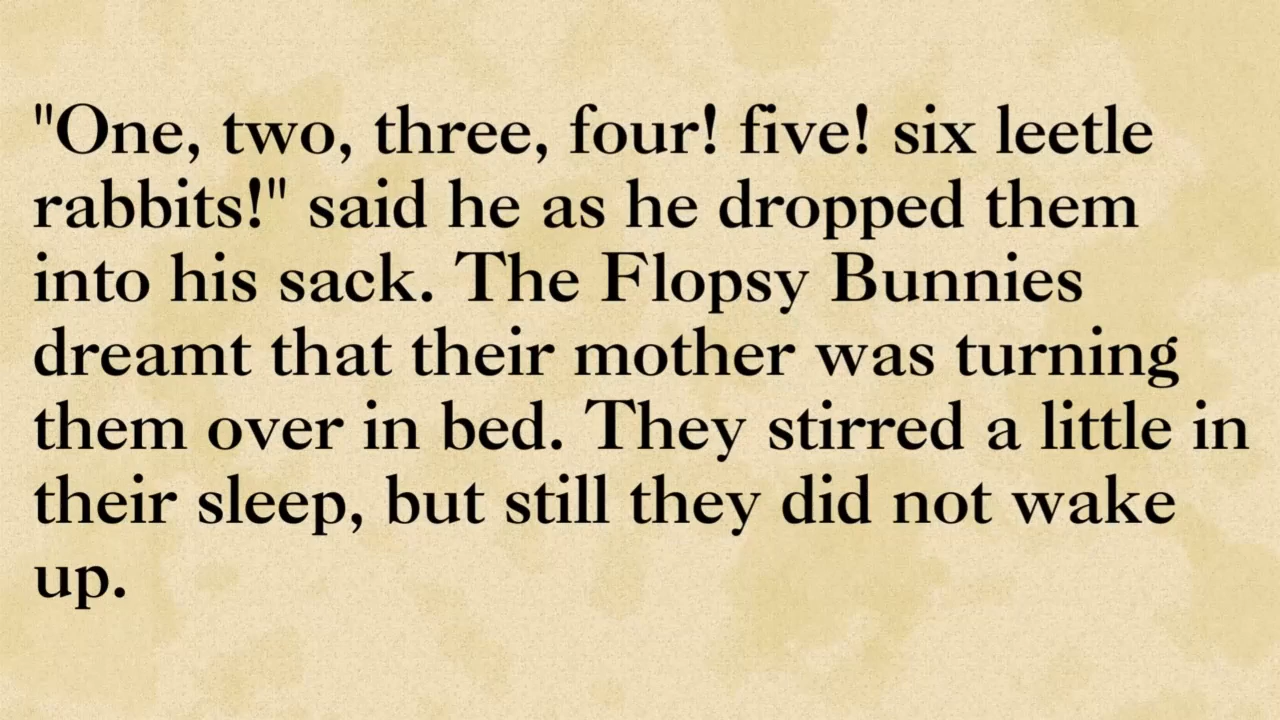 "One, two, three, four! five! six leetle
rabbits!" said he as he dropped them
into his sack. The Flopsy Bunnies
dreamt that their mother was turning
them over in bed. They stirred a little in
their sleep, but still they did not wake
up.